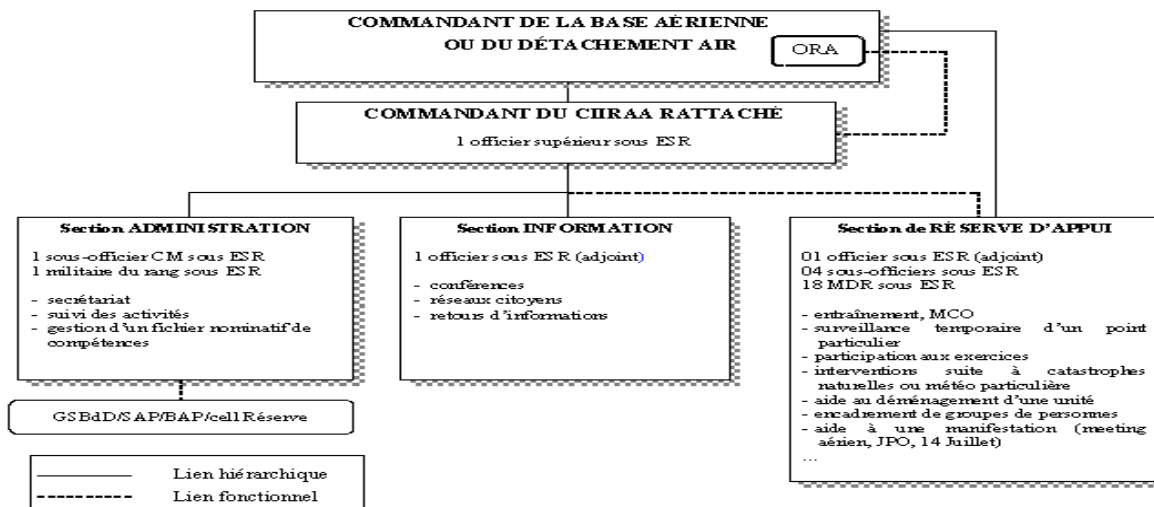 COMMANDANT DE LA BASE AÉRIENNE
OU DU DÉTACHEMENT AIR
ORA
COMMANDANT DU CIIRAA RATTACHÉ
1 officier supérieur sous ESR
Section ADMINISTRATION
1 sous-officier CM sous ESR
1 militaire du rang sous ESR
- secrétariat
- suivi des activités
- gestion d'un fichier nominatif de
compétences
GSBdD/SAP/BAP/cell Réserve
Section INFORMATION
1 officier sous ESR (adjoint)
- conférences
- réseaux citoyens
- retours d'informations
Section de RÉSERVE D'APPUI
01 officier sous ESR (adjoint)
04 sous-officiers sous ESR
18 MDR sous ESR
- entraînement, MCO
- surveillance temporaire d'un point
particulier
- participation aux exercices
- interventions suite à catastrophes
naturelles ou météo particulière
- aide au déménagement d'une unité
- encadrement de groupes de personnes
- aide à une manifestation (meeting
aérien, JPO, 14 Juillet)
...
Lien hiérarchique
Lien fonctionnel